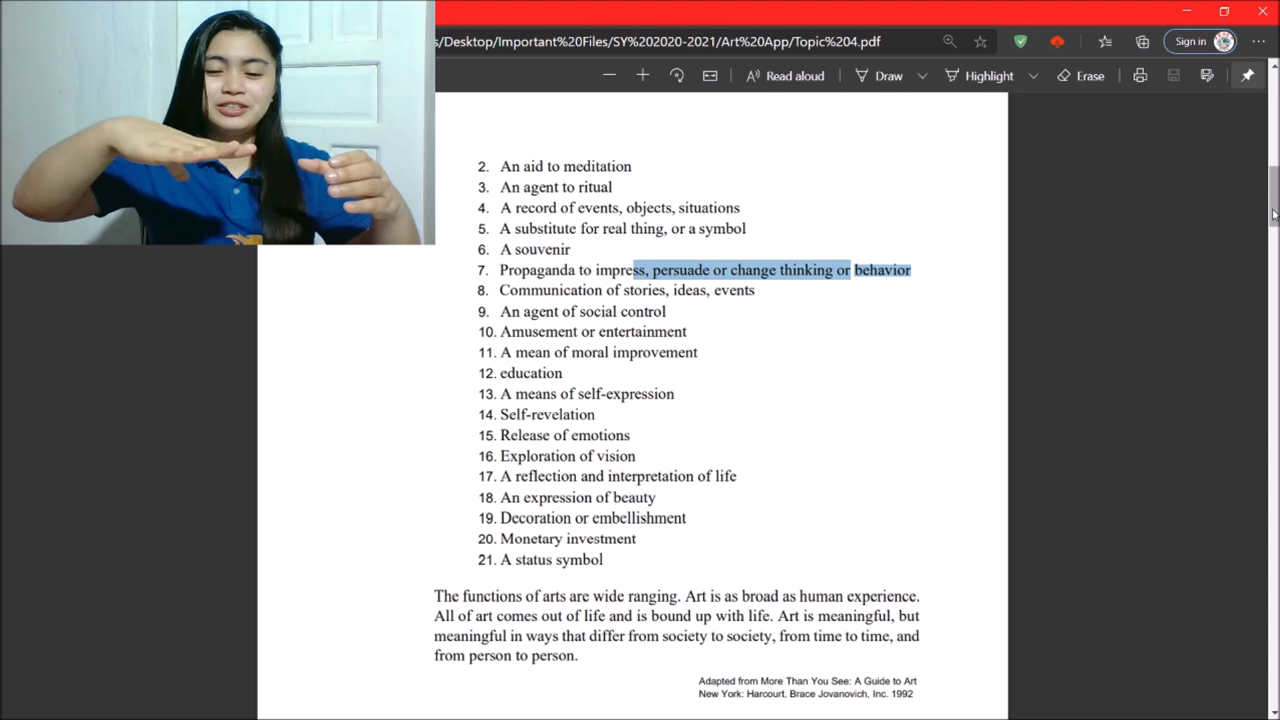 s/Desktop/Important%20Files/SY%202020-2021/Art%20App/Topic%204.pdf
Sign in
Read aloud
Draw
Highlight
Erase
2. An aid to meditation
3. An agent to ritual
4. A record of events, objects, situations
5. A substitute for real thing, or a symbol
6. A souvenir
7. Propaganda to impress, persuade or change thinking or behavior
8. Communication of stories, ideas, events
9. An agent of social control
10. Amusement or entertainment
11. A mean of moral improvement
12. education
13. A means of self-expression
14. Self-revelation
15. Release of emotions
16. Exploration of vision
17. A reflection and interpretation of life
18. An expression of beauty
19. Decoration or embellishment
20. Monetary investment
21. A status symbol
The functions of arts are wide ranging. Art is as broad as human experience.
All of art comes out of life and is bound up with life. Art is meaningful, but
meaningful in ways that differ from society to society, from time to time, and
from person to person.
Adapted from More Than You See: A Guide to Art
New York: Harcourt, Brace Jovanovich, Inc. 1992